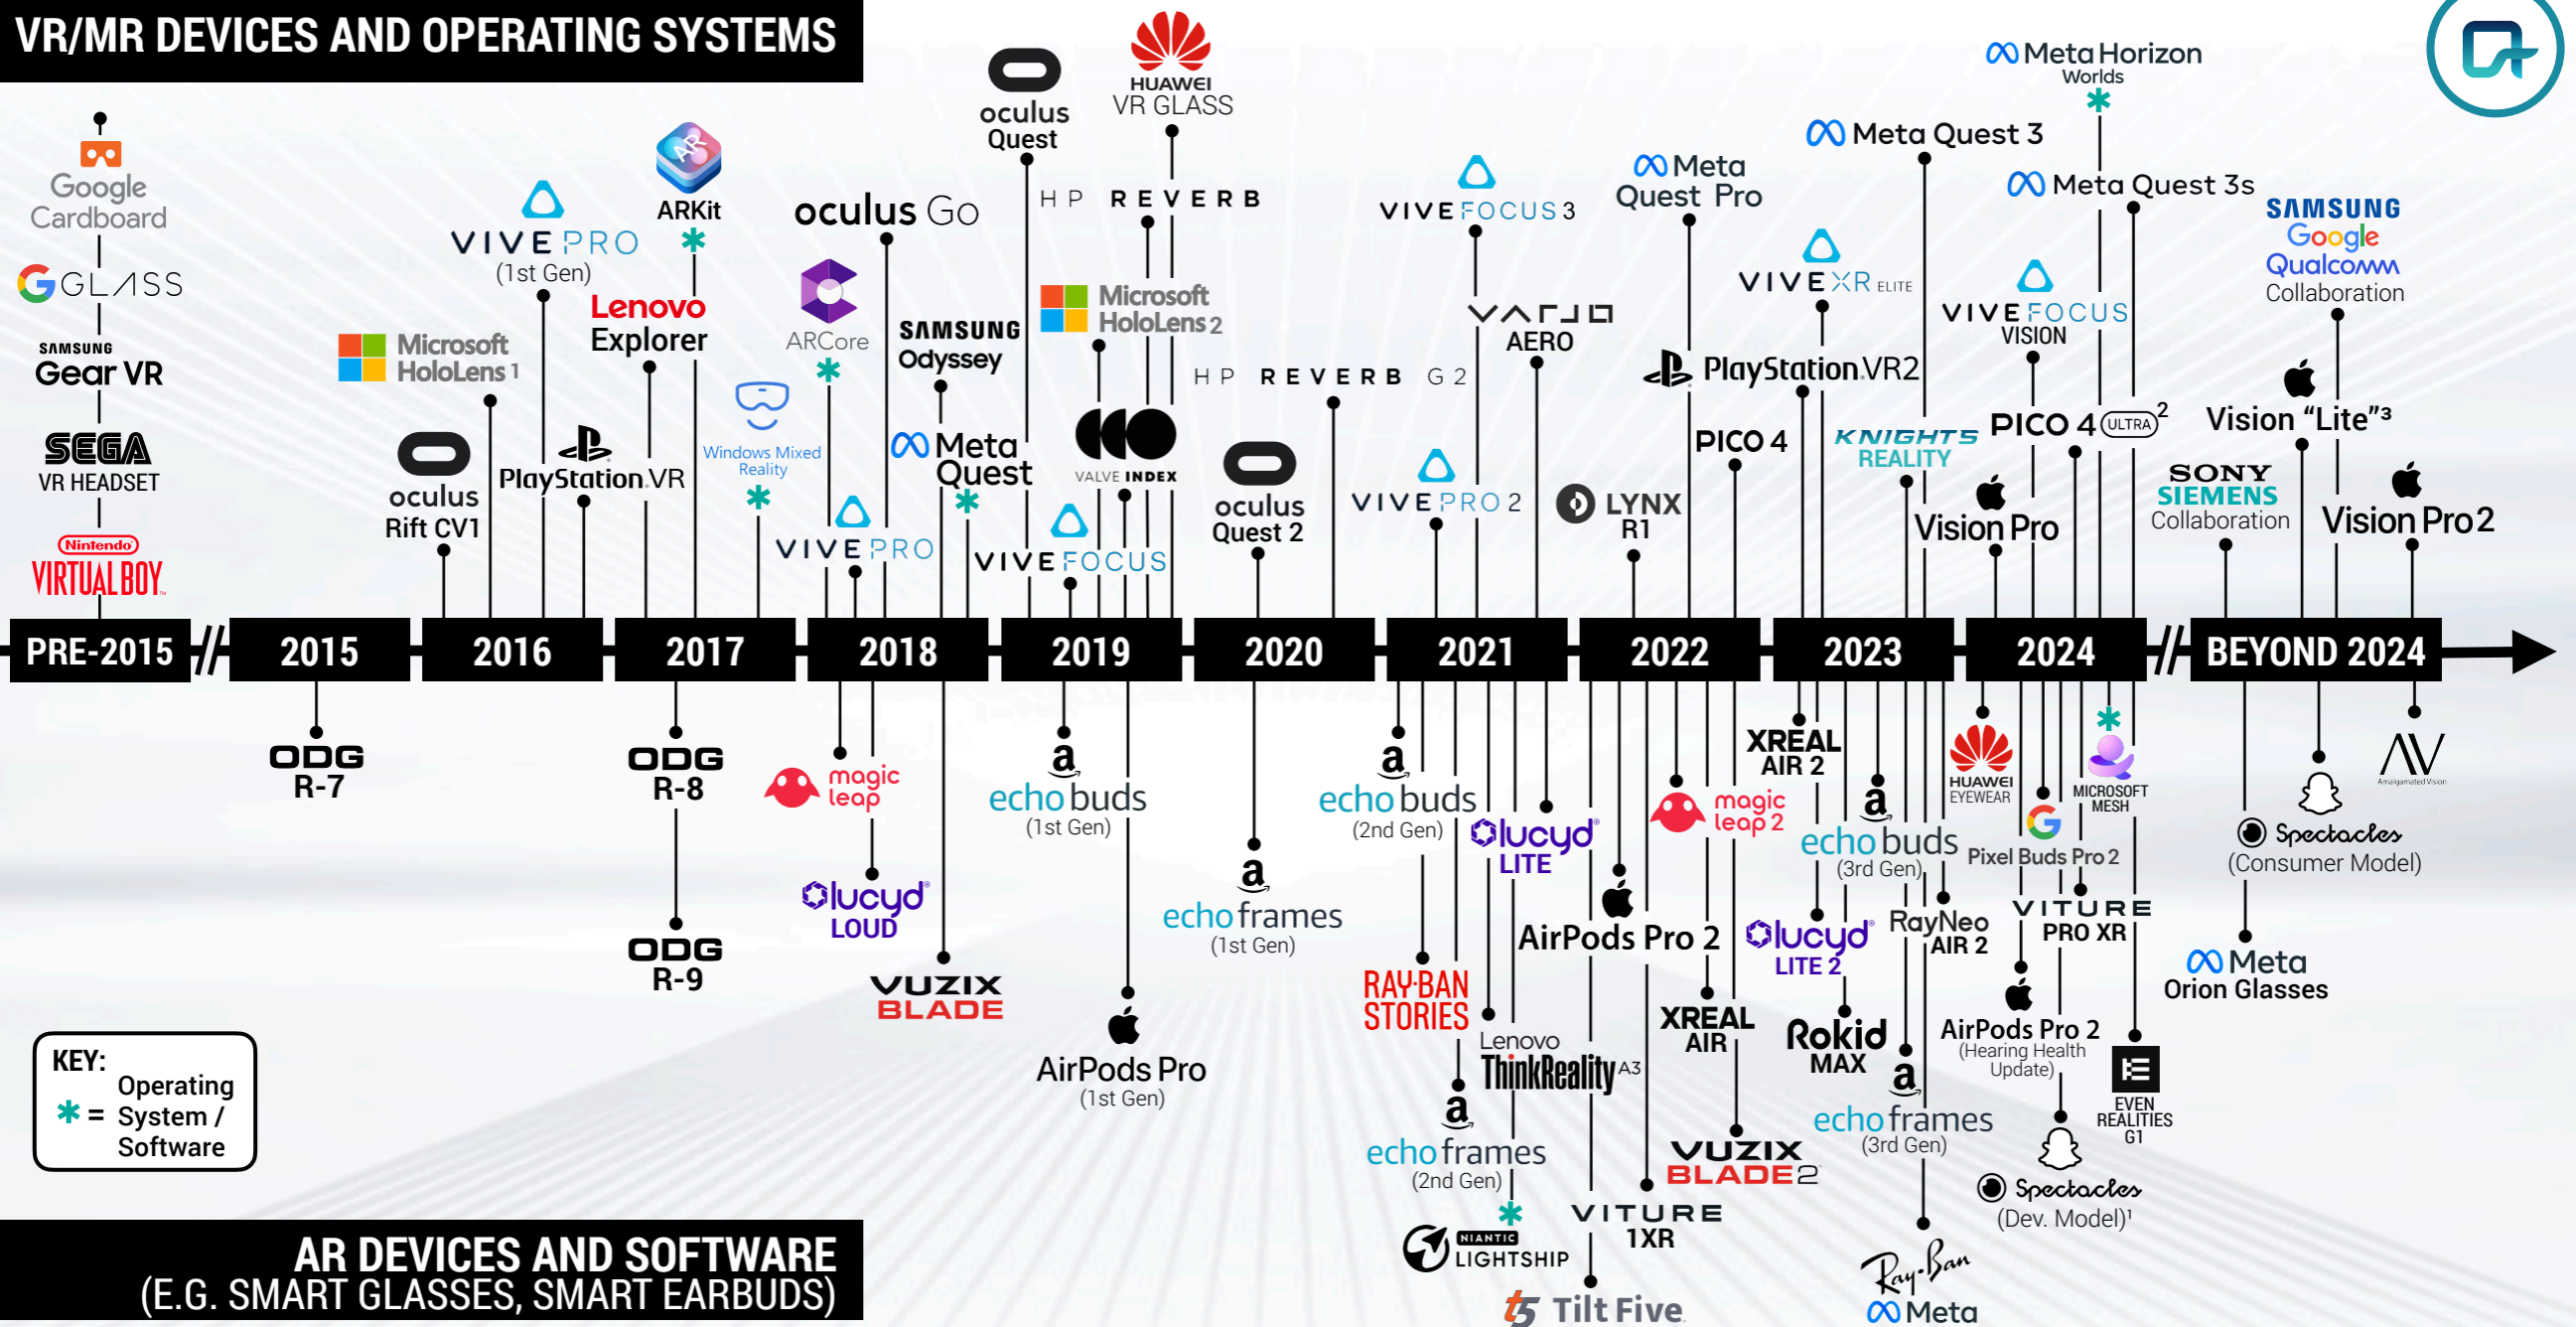 VR/MR DEVICES AND OPERATING SYSTEMS
Google
Cardboard
GLASS
SAMSUNG
Gear VR
SEGA
VR HEADSET
Nintendo
VIRTUAL BOY
Microsoft
HoloLens 1
oculus
Rift CV1
VIVE PRO
(1st Gen)
PlayStation.VR
Lenovo
Explorer
AR
ARKit
*
Windows Mixed
Reality
*
ARCore
*
VIVE PRO
oculus Go
SAMSUNG
Odyssey
Meta
Quest
*
oculus
Quest
VIVE FOCUS
Microsoft
HoloLens 2
VALVE INDEX
HP REVERB
HUAWEI
VR GLASS
oculus
Quest 2
HP REVERB G2
VIVE PRO 2
VIVE FOCUS 3
VARJO
AERO
LYNX
R1
Meta
Quest Pro
PICO 4
PlayStation.VR2
VIVE XR ELITE
KNIGHTS
REALITY
Meta Quest 3
Vision Pro
VIVE FOCUS
VISION
PICO 4 ULTRA 2
Meta Horizon
Worlds
*
Meta Quest 3s
SONY
SIEMENS
Collaboration
Vision “Lite”³
SAMSUNG
Google
Qualcomm
Collaboration
Vision Pro 2
PRE-2015
2015
2016
2017
2018
2019
2020
2021
2022
2023
2024
BEYOND 2024
ODG
R-7
ODG
R-8
ODG
R-9
magic
leap
lucyd®
LOUD
VUZIX
BLADE
a
echo buds
(1st Gen)
AirPods Pro
(1st Gen)
a
echo frames
(1st Gen)
a
echo buds
(2nd Gen)
RAY-BAN
STORIES
a
echo frames
(2nd Gen)
Lenovo
ThinkReality A3
*
NIANTIC
LIGHTSHIP
lucyd®
LITE
t5 Tilt Five
AirPods Pro 2
VITURE
1XR
magic
leap 2
XREAL
AIR
VUZIX
BLADE 2
XREAL
AIR 2
lucyd®
LITE 2
Rokid
MAX
a
echo buds
(3rd Gen)
a
echo frames
(3rd Gen)
Ray-Ban
Meta
RayNeo
AIR 2
HUAWEI
EYEWEAR
AirPods Pro 2
(Hearing Health
Update)
G
Pixel Buds Pro 2
Spectacles
(Dev. Model)¹
VITURE
PRO XR
*
MICROSOFT
MESH
EVEN
REALITIES
G1
Meta
Orion Glasses
Spectacles
(Consumer Model)
AV
Amalgamated Vision
KEY:
* = Operating
System /
Software
AR DEVICES AND SOFTWARE
(E.G. SMART GLASSES, SMART EARBUDS)